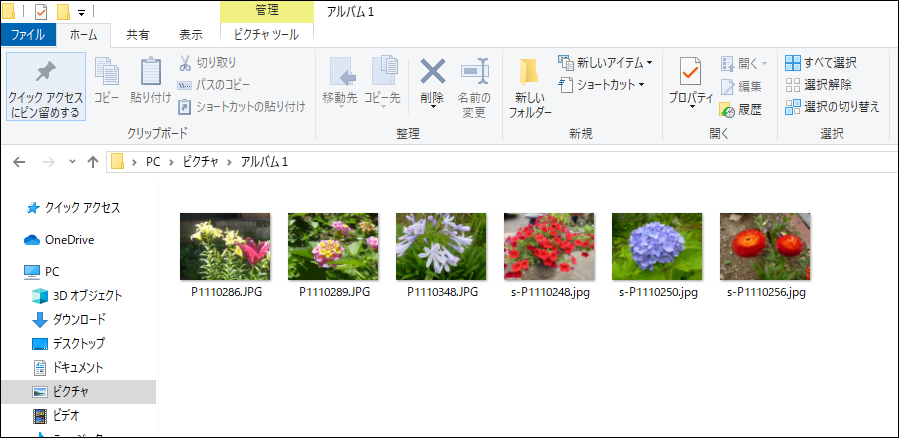 管理
アルバム 1
ファイル
ホーム
共有
表示
ピクチャ ツール
クイック アクセス
にピン留めする
コピー
貼り付け
切り取り
パスのコピー
ショートカットの貼り付け
クリップボード
移動先
コピー先
削除
名前の
変更
整理
新しい
フォルダー
新しいアイテム
ショートカット
新規
プロパティ
開く
編集
履歴
開く
すべて選択
選択解除
選択の切り替え
選択
PC
ピクチャ
アルバム 1
クイック アクセス
OneDrive
PC
3D オブジェクト
ダウンロード
デスクトップ
ドキュメント
ピクチャ
ビデオ
P1110286.JPG
P1110289.JPG
P1110348.JPG
s-P1110248.jpg
s-P1110250.jpg
s-P1110256.jpg